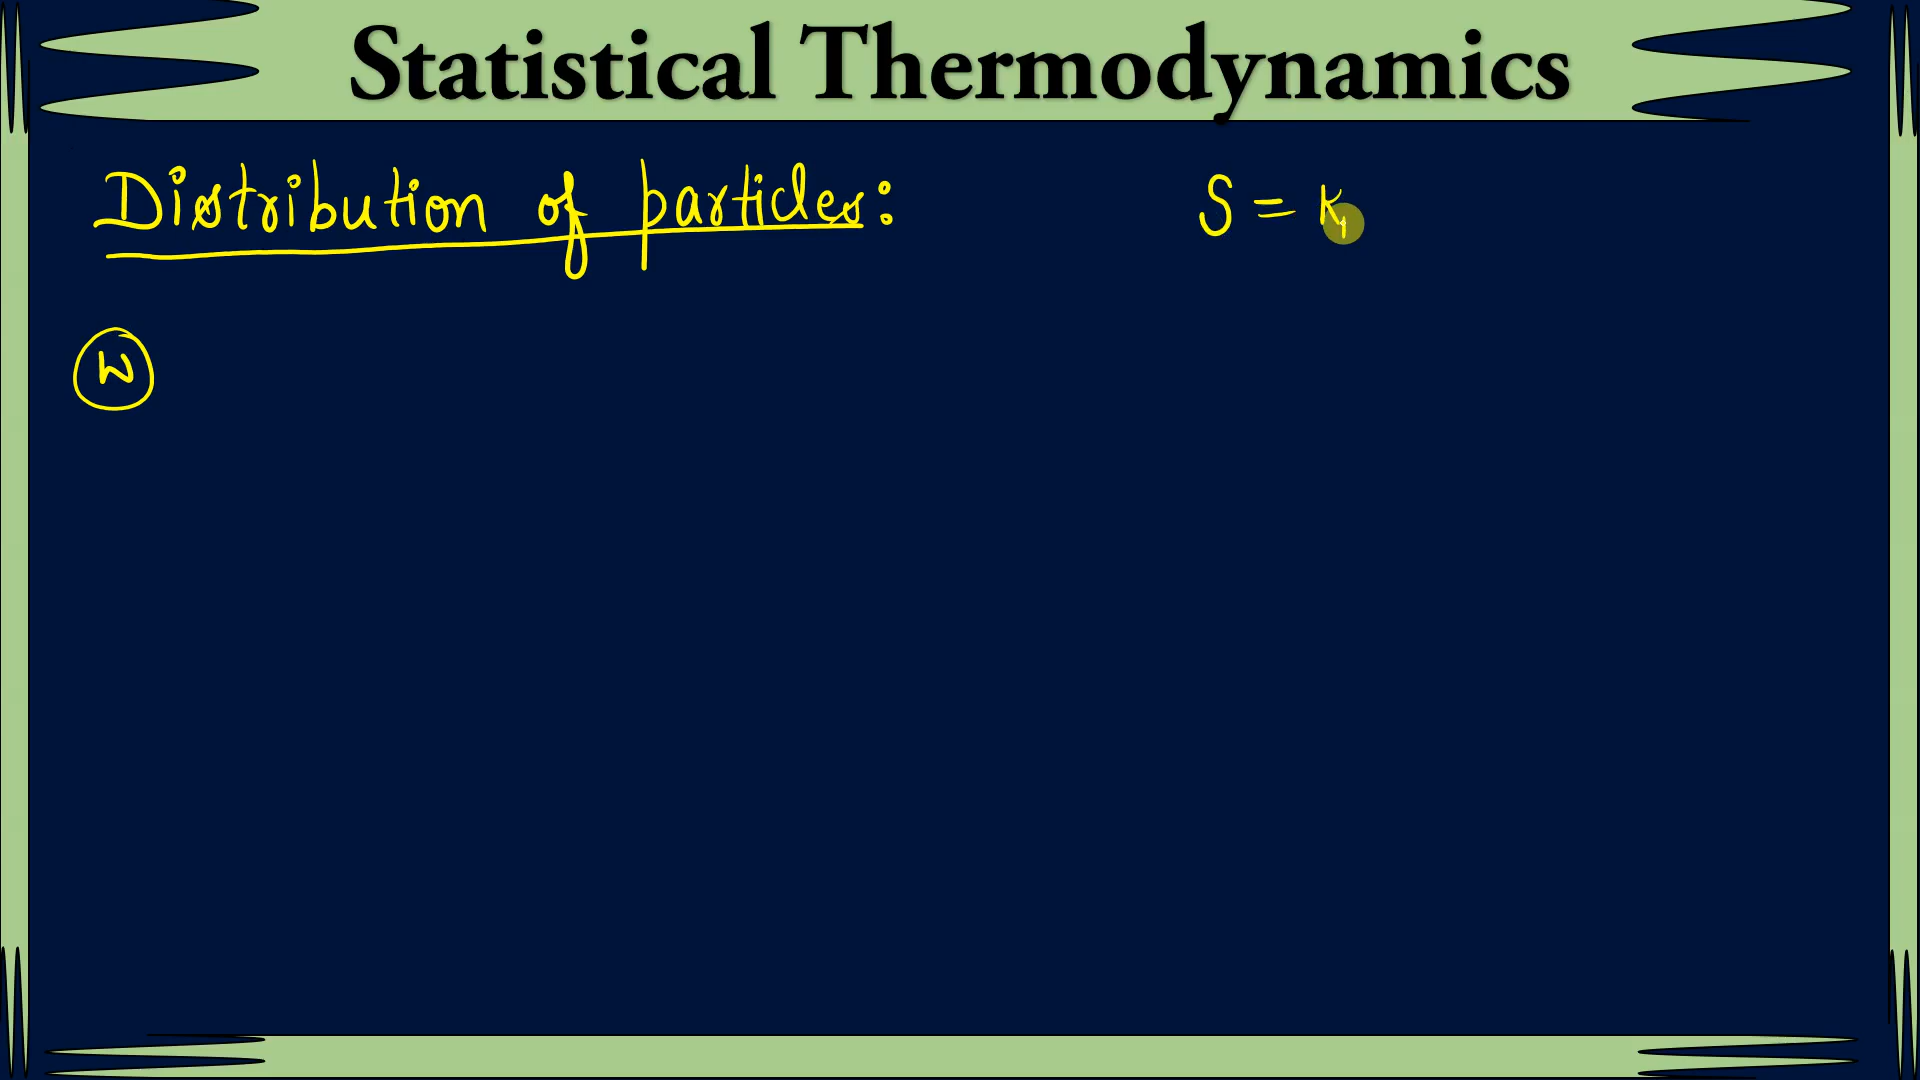 Statistical Thermodynamics
Distribution of particles:
S = K
W